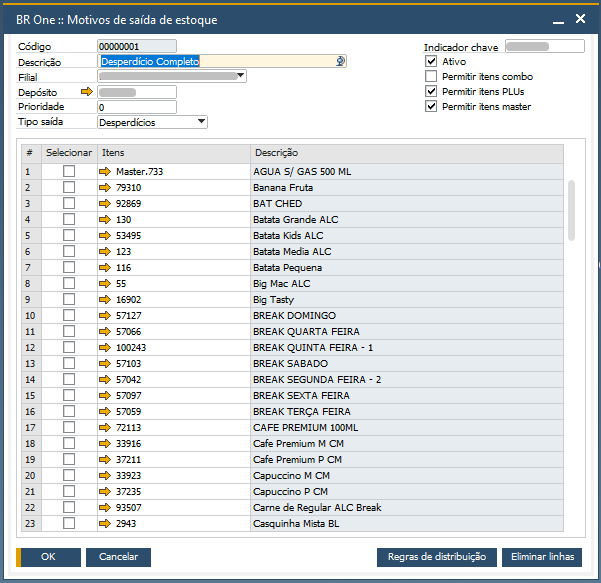 BR One :: Motivos de saída de estoque
Código 00000001 Indicador chave
Descrição Desperdício Completo Ativo
Filial Permitir itens combo
Depósito Permitir itens PLUs
Prioridade 0 Permitir itens master
Tipo saída Desperdícios
# Selecionar Itens Descrição
1 Master.733 AGUA S/ GAS 500 ML
2 79310 Banana Fruta
3 92869 BAT CHED
4 130 Batata Grande ALC
5 53495 Batata Kids ALC
6 123 Batata Media ALC
7 116 Batata Pequena
8 55 Big Mac ALC
9 16902 Big Tasty
10 57127 BREAK DOMINGO
11 57066 BREAK QUARTA FEIRA
12 100243 BREAK QUINTA FEIRA - 1
13 57103 BREAK SABADO
14 57042 BREAK SEGUNDA FEIRA - 2
15 57097 BREAK SEXTA FEIRA
16 57059 BREAK TERÇA FEIRA
17 72113 CAFE PREMIUM 100ML
18 33916 Cafe Premium M CM
19 37211 Cafe Premium P CM
20 33923 Capuccino M CM
21 37235 Capuccino P CM
22 93507 Carne de Regular ALC Break
23 2943 Casquinha Mista BL
OK Cancelar Regras de distribuição Eliminar linhas